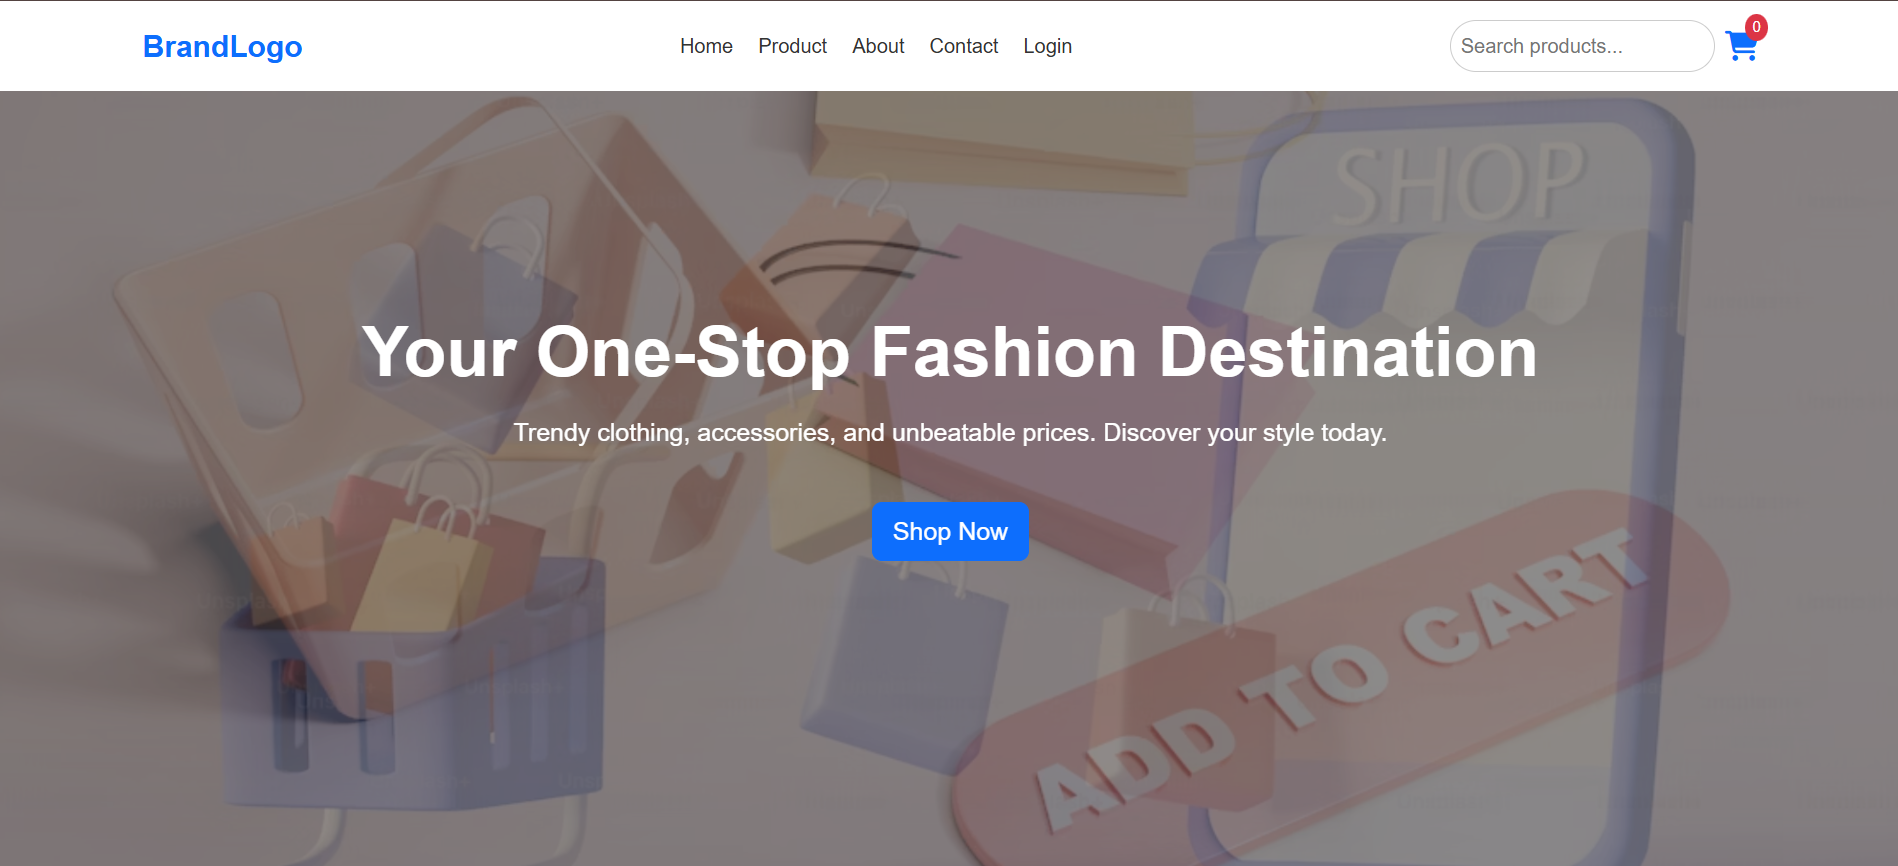 BrandLogo
Home Product About Contact Login
Search products...
0
SHOP
Your One-Stop Fashion Destination
Trendy clothing, accessories, and unbeatable prices. Discover your style today.
Shop Now
ADD TO CART